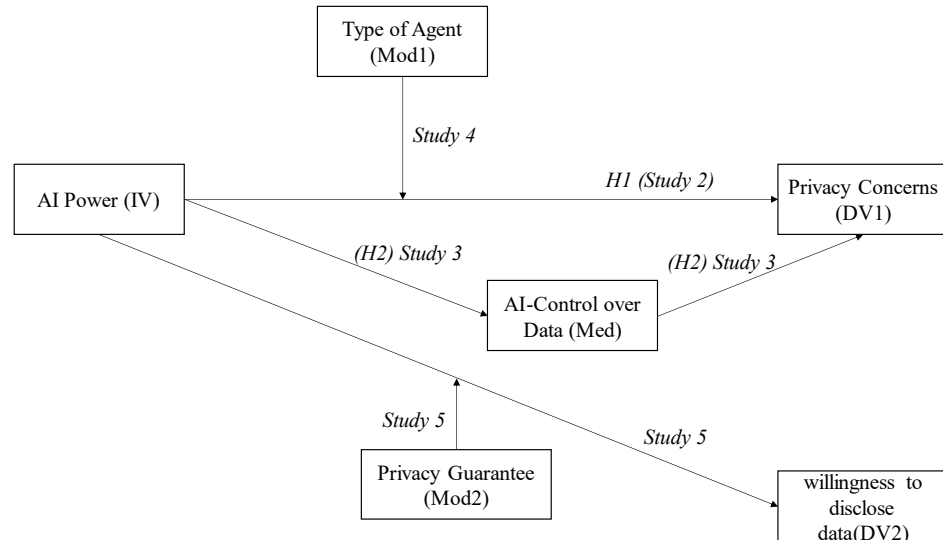 Type of Agent
(Mod1)
Study 4
AI Power (IV)
H1 (Study 2)
Privacy Concerns
(DV1)
(H2) Study 3
(H2) Study 3
AI-Control over
Data (Med)
Study 5
Study 5
Privacy Guarantee
(Mod2)
willingness to
disclose
data(DV2)